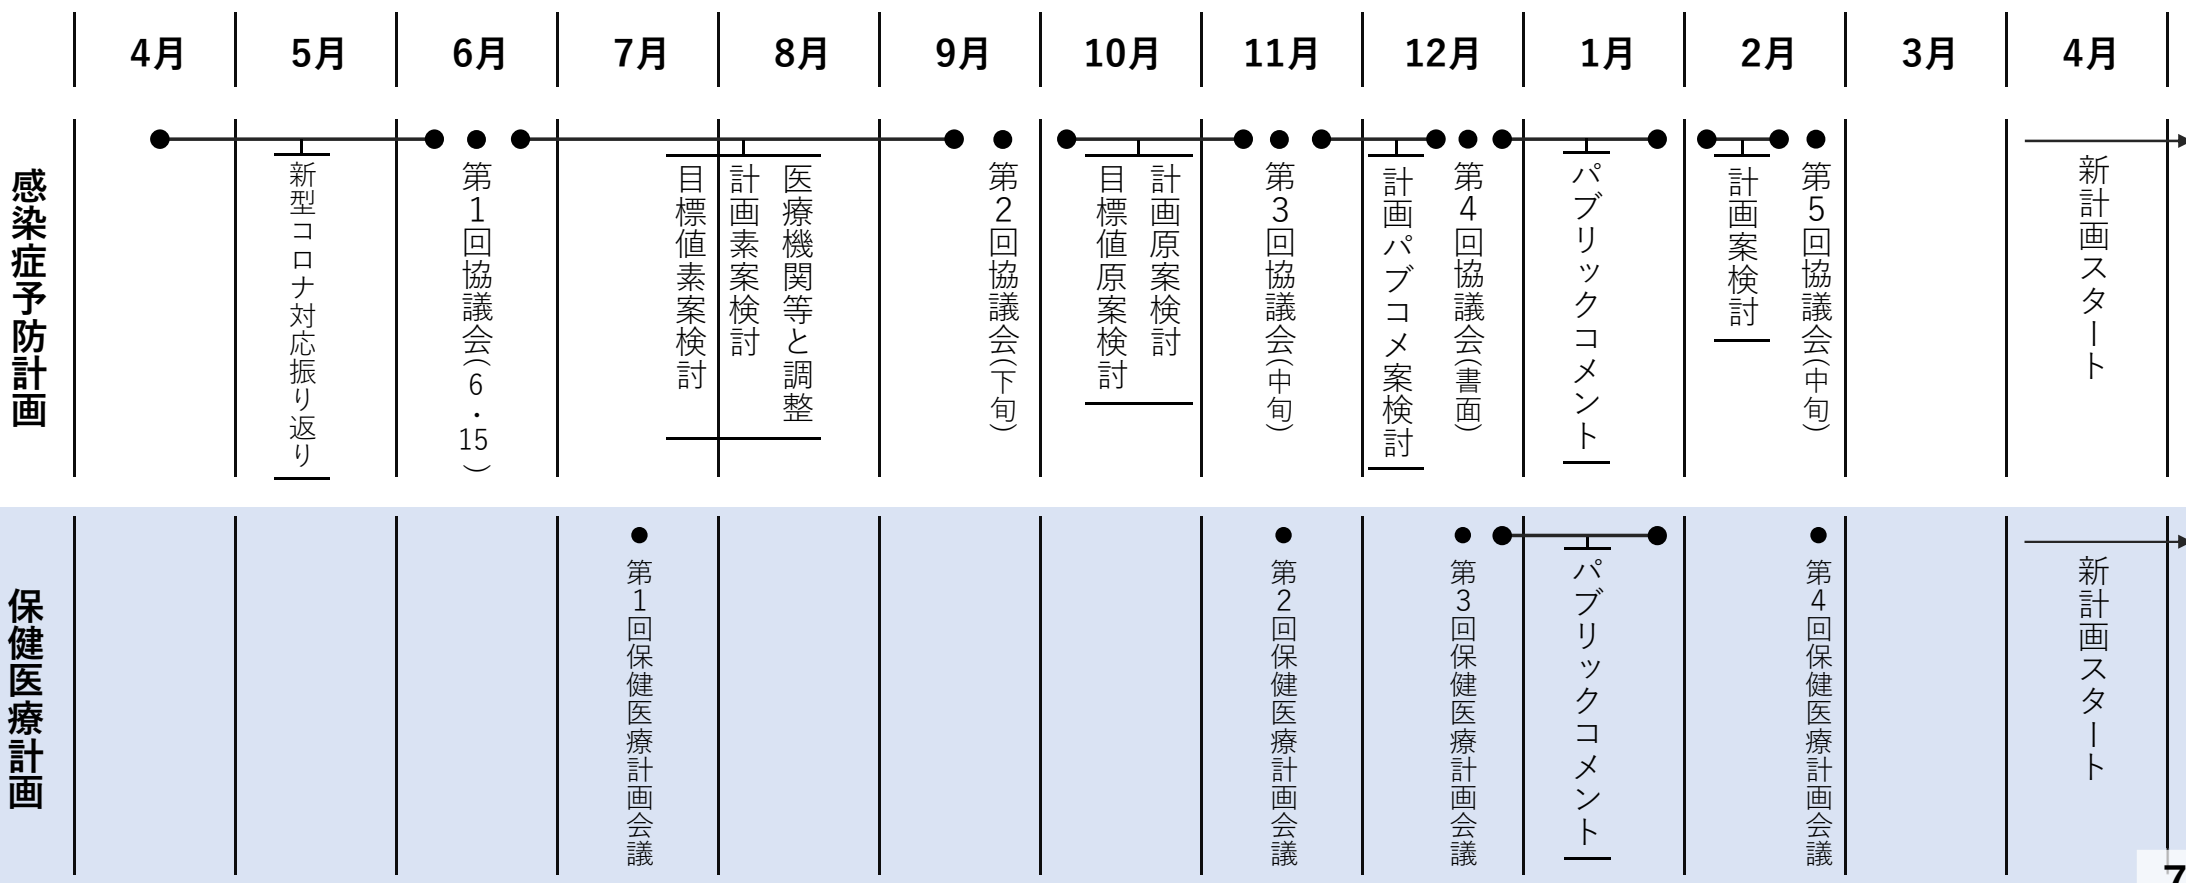 4月
5月
6月
7月
8月
9月
10月
11月
12月
1月
2月
3月
4月
感染症予防計画
新型コロナ対応振り返り
第1回協議会(6・15)
医療機関等と調整
計画素案検討
目標値素案検討
第2回協議会(下旬)
計画原案検討
目標値原案検討
第3回協議会(中旬)
計画パブコメ案検討
第4回協議会(書面)
パブリックコメント
計画案検討
第5回協議会(中旬)
新計画スタート
保健医療計画
第1回保健医療計画会議
第2回保健医療計画会議
第3回保健医療計画会議
パブリックコメント
第4回保健医療計画会議
新計画スタート
7